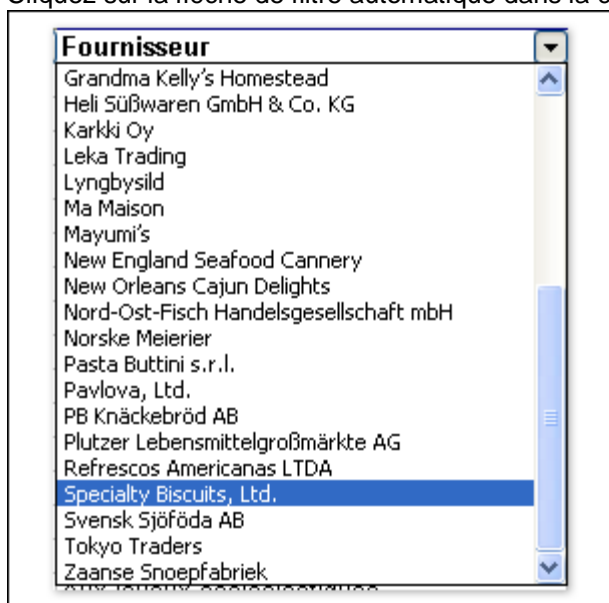 Cliquez sur la flèche de filtre automatique dans la
Fournisseur
Grandma Kelly's Homestead
Heli Süßwaren GmbH & Co. KG
Karkki Oy
Leka Trading
Lyngbysild
Ma Maison
Mayumi's
New England Seafood Cannery
New Orleans Cajun Delights
Nord-Ost-Fisch Handelsgesellschaft mbH
Norske Meierier
Pasta Buttini s.r.l.
Pavlova, Ltd.
PB Knäckebröd AB
Plutzer Lebensmittelgroßmärkte AG
Refrescos Americanas LTDA
Specialty Biscuits, Ltd.
Svensk Sjöföda AB
Tokyo Traders
Zaanse Snoepfabriek